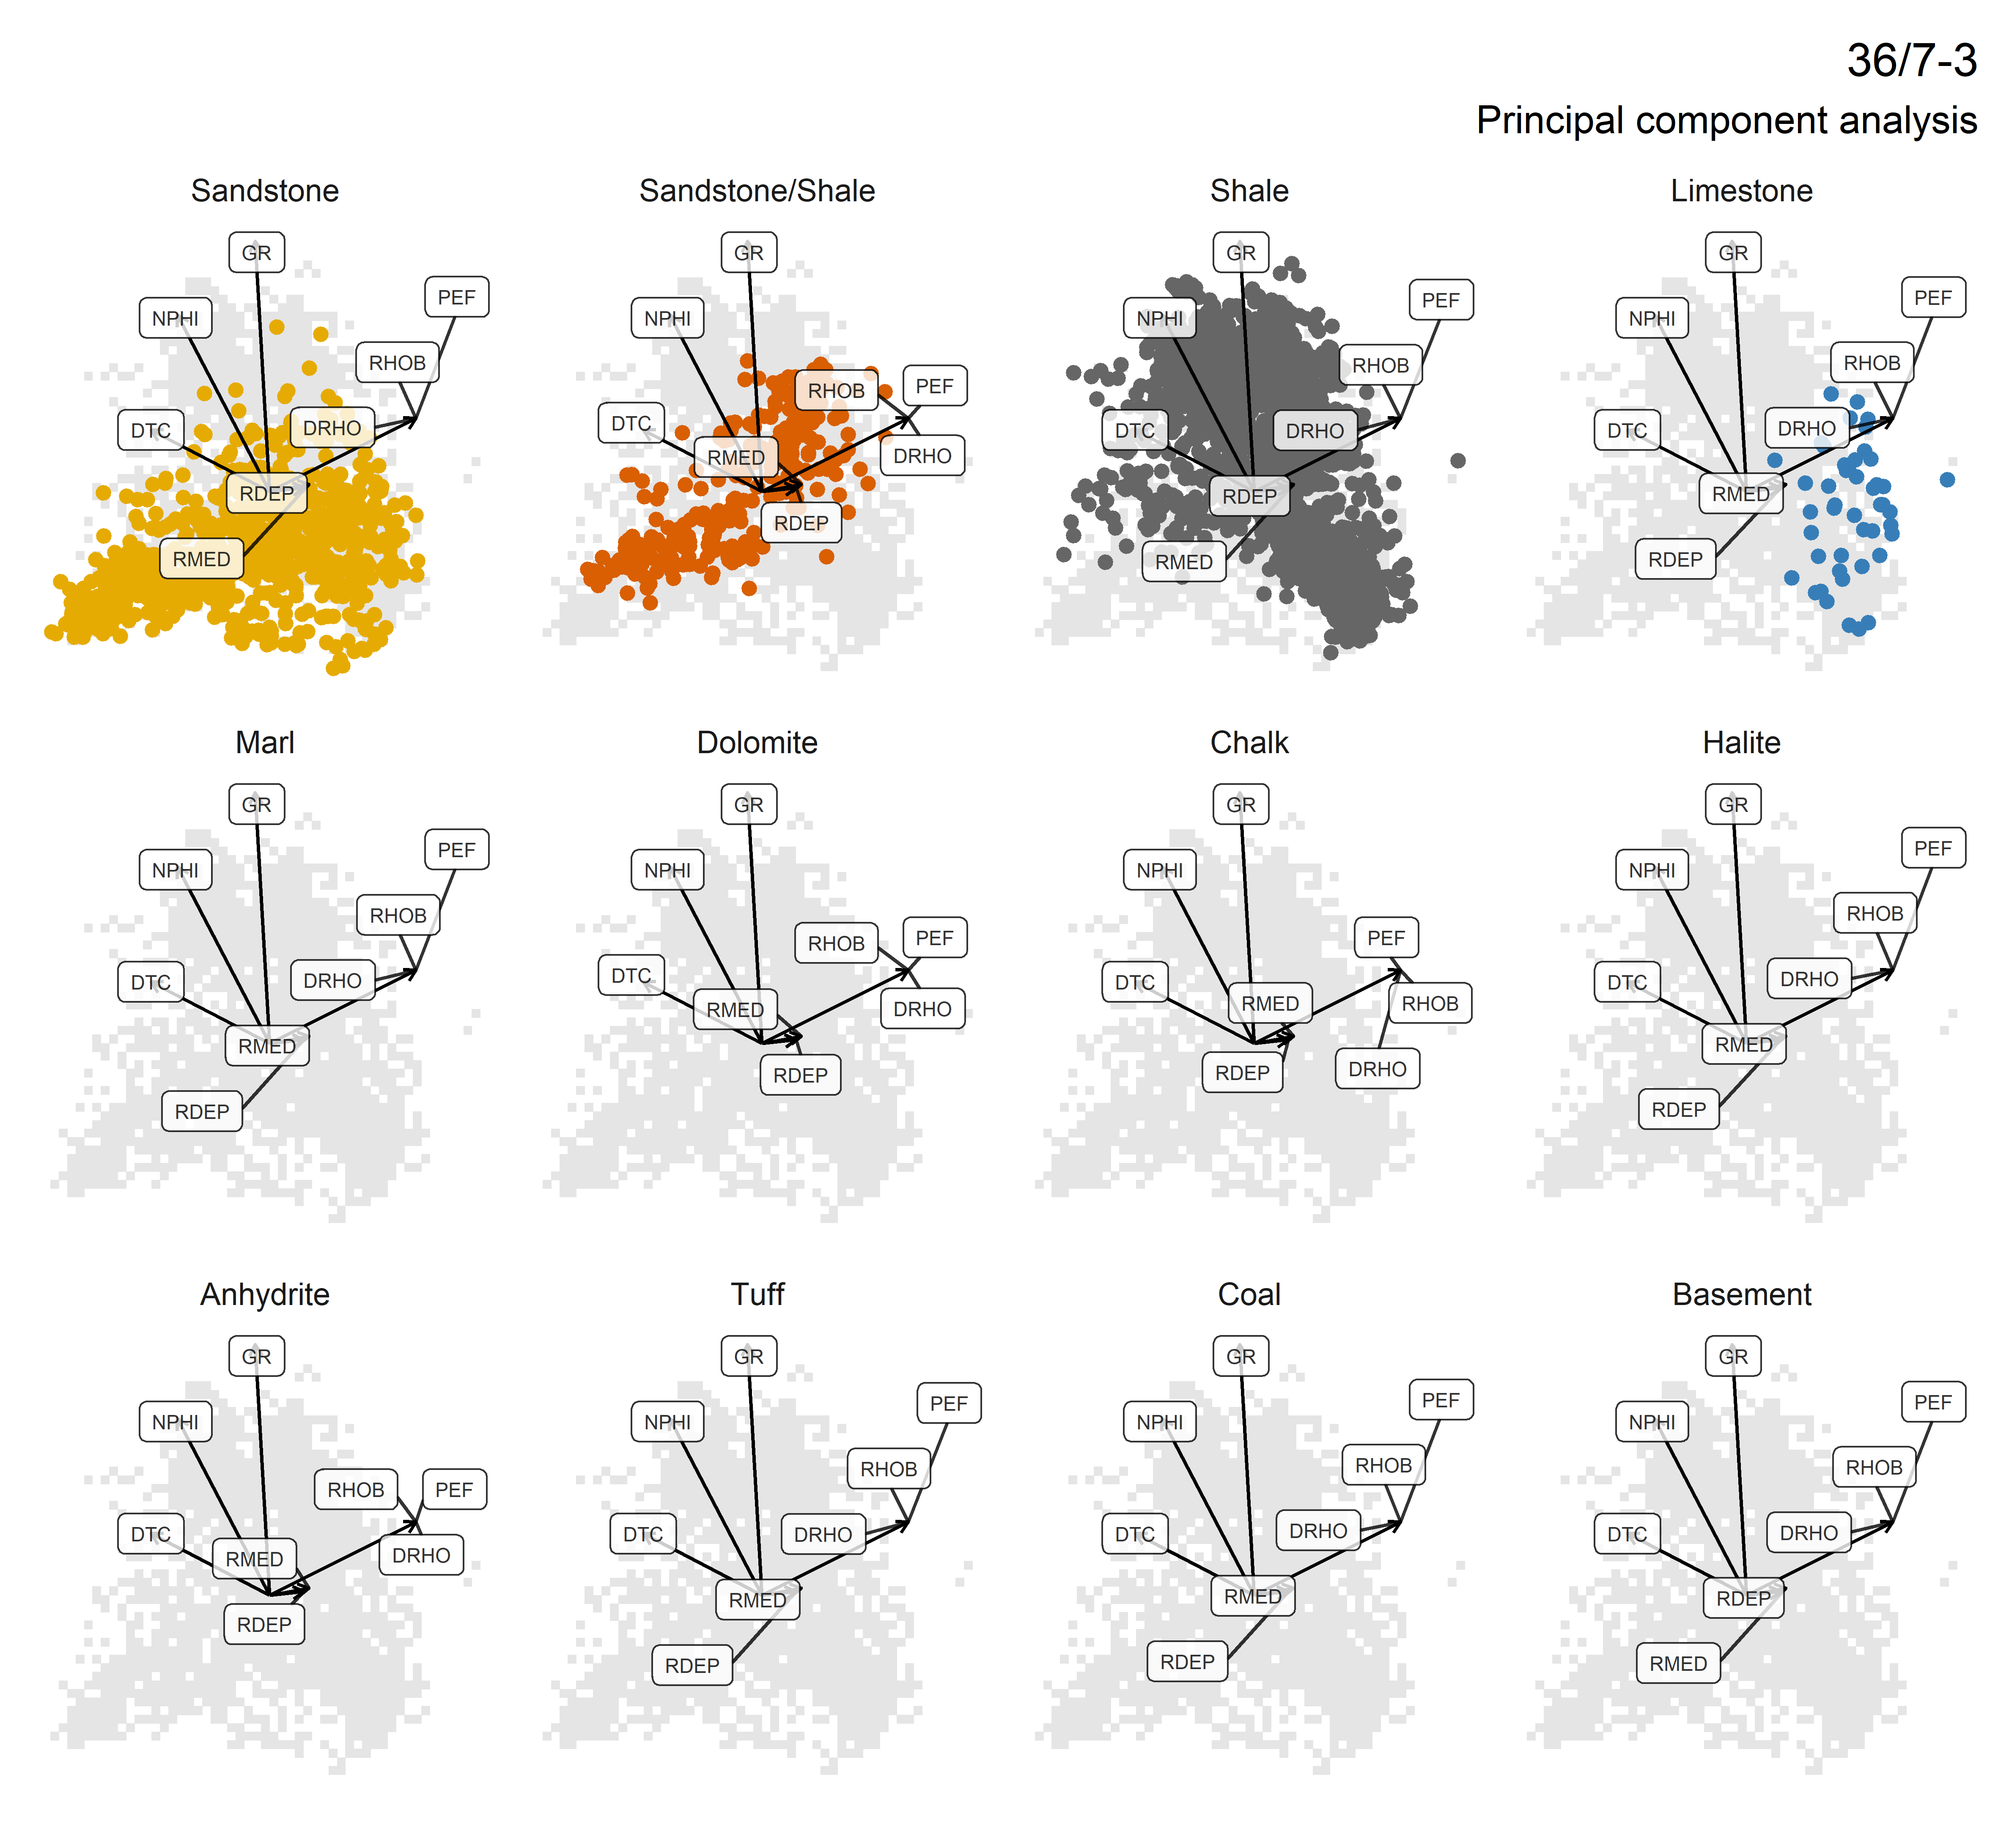 36/7-3
Principal component analysis
Sandstone
GR
PEF
NPHI
RHOB
DRHO
DTC
RDEP
RMED
Sandstone/Shale
GR
NPHI
PEF
RHOB
DTC
RMED
DRHO
RDEP
Shale
GR
PEF
NPHI
RHOB
DTC
DRHO
RDEP
RMED
Limestone
GR
PEF
NPHI
RHOB
DRHO
DTC
RMED
RDEP
Marl
GR
PEF
NPHI
RHOB
DRHO
DTC
RMED
RDEP
Dolomite
GR
NPHI
PEF
RHOB
DTC
RMED
DRHO
RDEP
Chalk
GR
NPHI
PEF
DTC
RMED
RHOB
DRHO
RDEP
Halite
GR
PEF
NPHI
RHOB
DRHO
DTC
RMED
RDEP
Anhydrite
GR
NPHI
RHOB
PEF
DTC
RMED
DRHO
RDEP
Tuff
GR
PEF
NPHI
RHOB
DTC
DRHO
RMED
RDEP
Coal
GR
PEF
NPHI
RHOB
DTC
DRHO
RMED
RDEP
Basement
GR
PEF
NPHI
RHOB
DTC
DRHO
RDEP
RMED